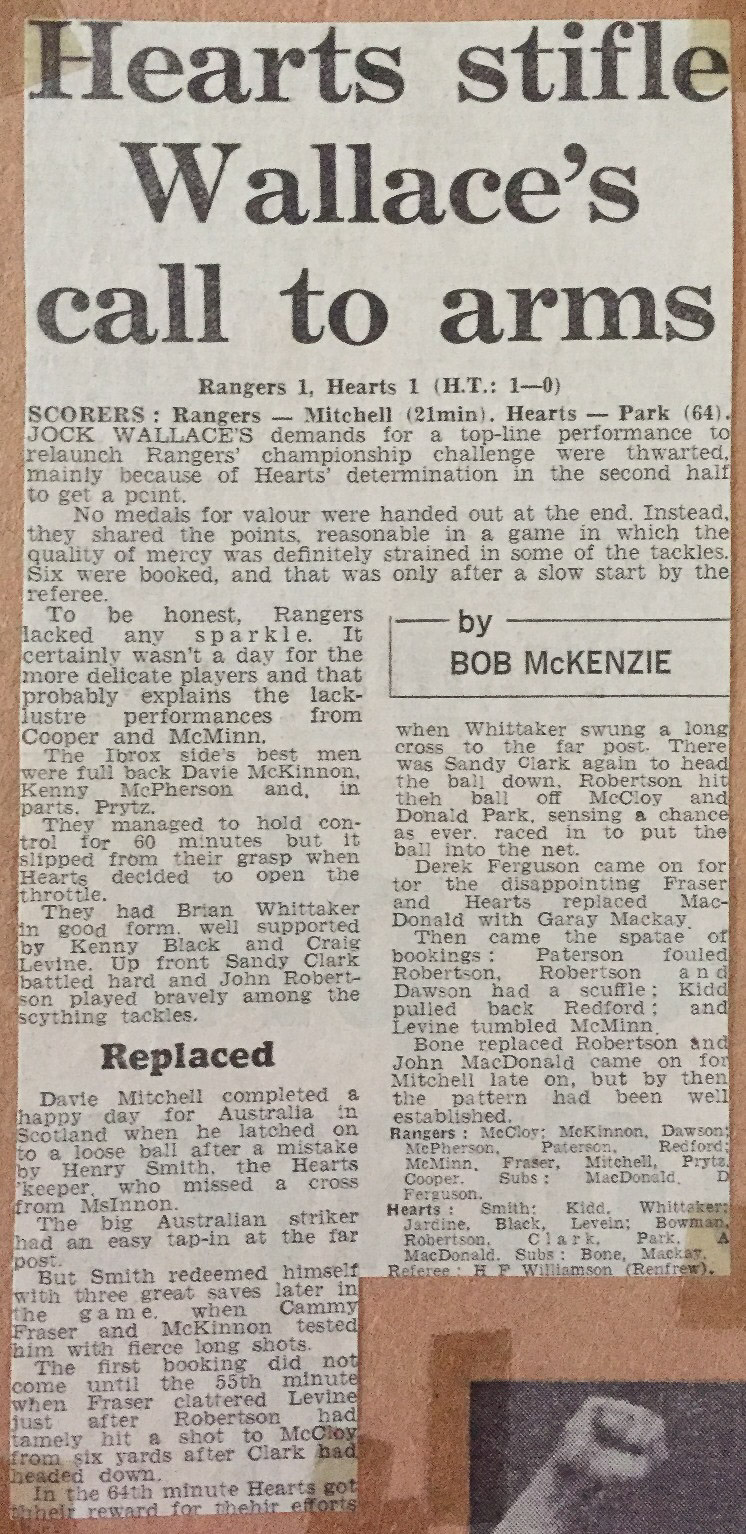 Hearts stifle
Wallace's
call to arms
Rangers 1, Hearts 1 (H.T.: 1—0)
SCORERS : Rangers — Mitchell (21min). Hearts — Park (64).
JOCK WALLACE'S demands for a top-line performance to
relaunch Rangers' championship challenge were thwarted,
mainly because of Hearts' determination in the second half
to get a point.
No medals for valour were handed out at the end. Instead,
they shared the points, reasonable in a game in which the
quality of mercy was definitely strained in some of the tackles.
Six were booked, and that was only after a slow start by the
referee.
To be honest, Rangers
lacked any sparkle. It
certainly wasn't a day for the
more delicate players and that
probably explains the lack-
lustre performances from
Cooper and McMinn.
The Ibrox side's best men
were full back Davie McKinnon,
Kenny McPherson and, in
parts, Prytz.
They managed to hold con-
trol for 60 minutes but it
slipped from their grasp when
Hearts decided to open the
throttle.
They had Brian Whittaker
in good form, well supported
by Kenny Black and Craig
Levine. Up front Sandy Clark
battled hard and John Robert-
son played bravely among the
scything tackles.
Replaced
Davie Mitchell completed a
happy day for Australia in
Scotland when he latched on
to a loose ball after a mistake
by Henry Smith, the Hearts
'keeper, who missed a cross
from MsInnon.
The big Australian striker
had an easy tap-in at the far
post.
But Smith redeemed himself
with three great saves later in
the game, when Cammy
Fraser and McKinnon tested
him with fierce long shots.
The first booking did not
come until the 55th minute
when Fraser clattered Levine
just after Robertson had
tamely hit a shot to McCloy
from six yards after Clark had
headed down.
In the 64th minute Hearts got
thheir reward for thehir efforts
by
BOB McKENZIE
when Whittaker swung a long
cross to the far post. There
was Sandy Clark again to head
the ball down, Robertson hit
theh ball off McCloy and
Donald Park, sensing a chance
as ever, raced in to put the
ball into the net.
Derek Ferguson came on for
tor the disappointing Fraser
and Hearts replaced Mac-
Donald with Garay Mackay.
Then came the spatae of
bookings : Paterson fouled
Robertson, Robertson and
Dawson had a scuffle; Kidd
pulled back Redford; and
Levine tumbled McMinn.
Bone replaced Robertson and
John MacDonald came on for
Mitchell late on, but by then
the pattern had been well
established.
Rangers : McCloy; McKinnon, Dawson;
McPherson, Paterson, Redford;
McMinn, Fraser, Mitchell, Prytz,
Cooper. Subs : MacDonald, D
Ferguson.
Hearts : Smith; Kidd, Whittaker;
Jardine, Black, Levein; Bowman,
Robertson, Clark, Park, A
MacDonald. Subs : Bone, Mackay.
Referee : H F Williamson (Renfrew).